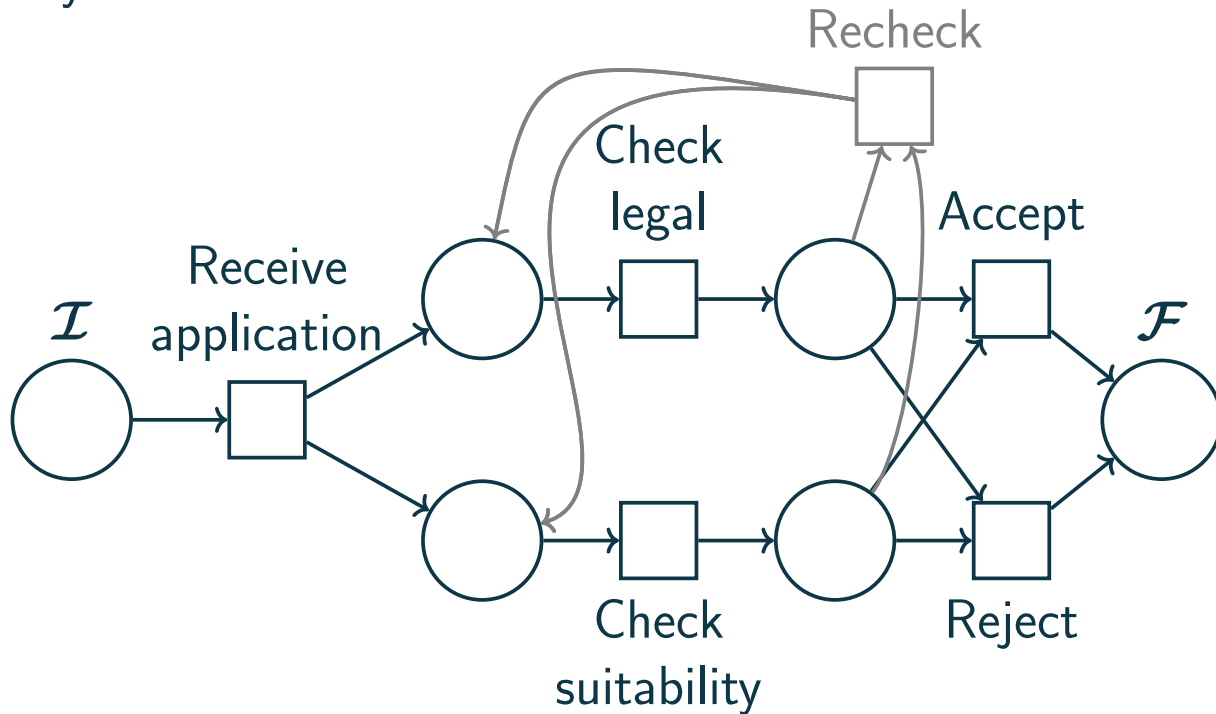 y
Recheck
Check
legal
Accept
Receive
application
I
F
Check
suitability
Reject